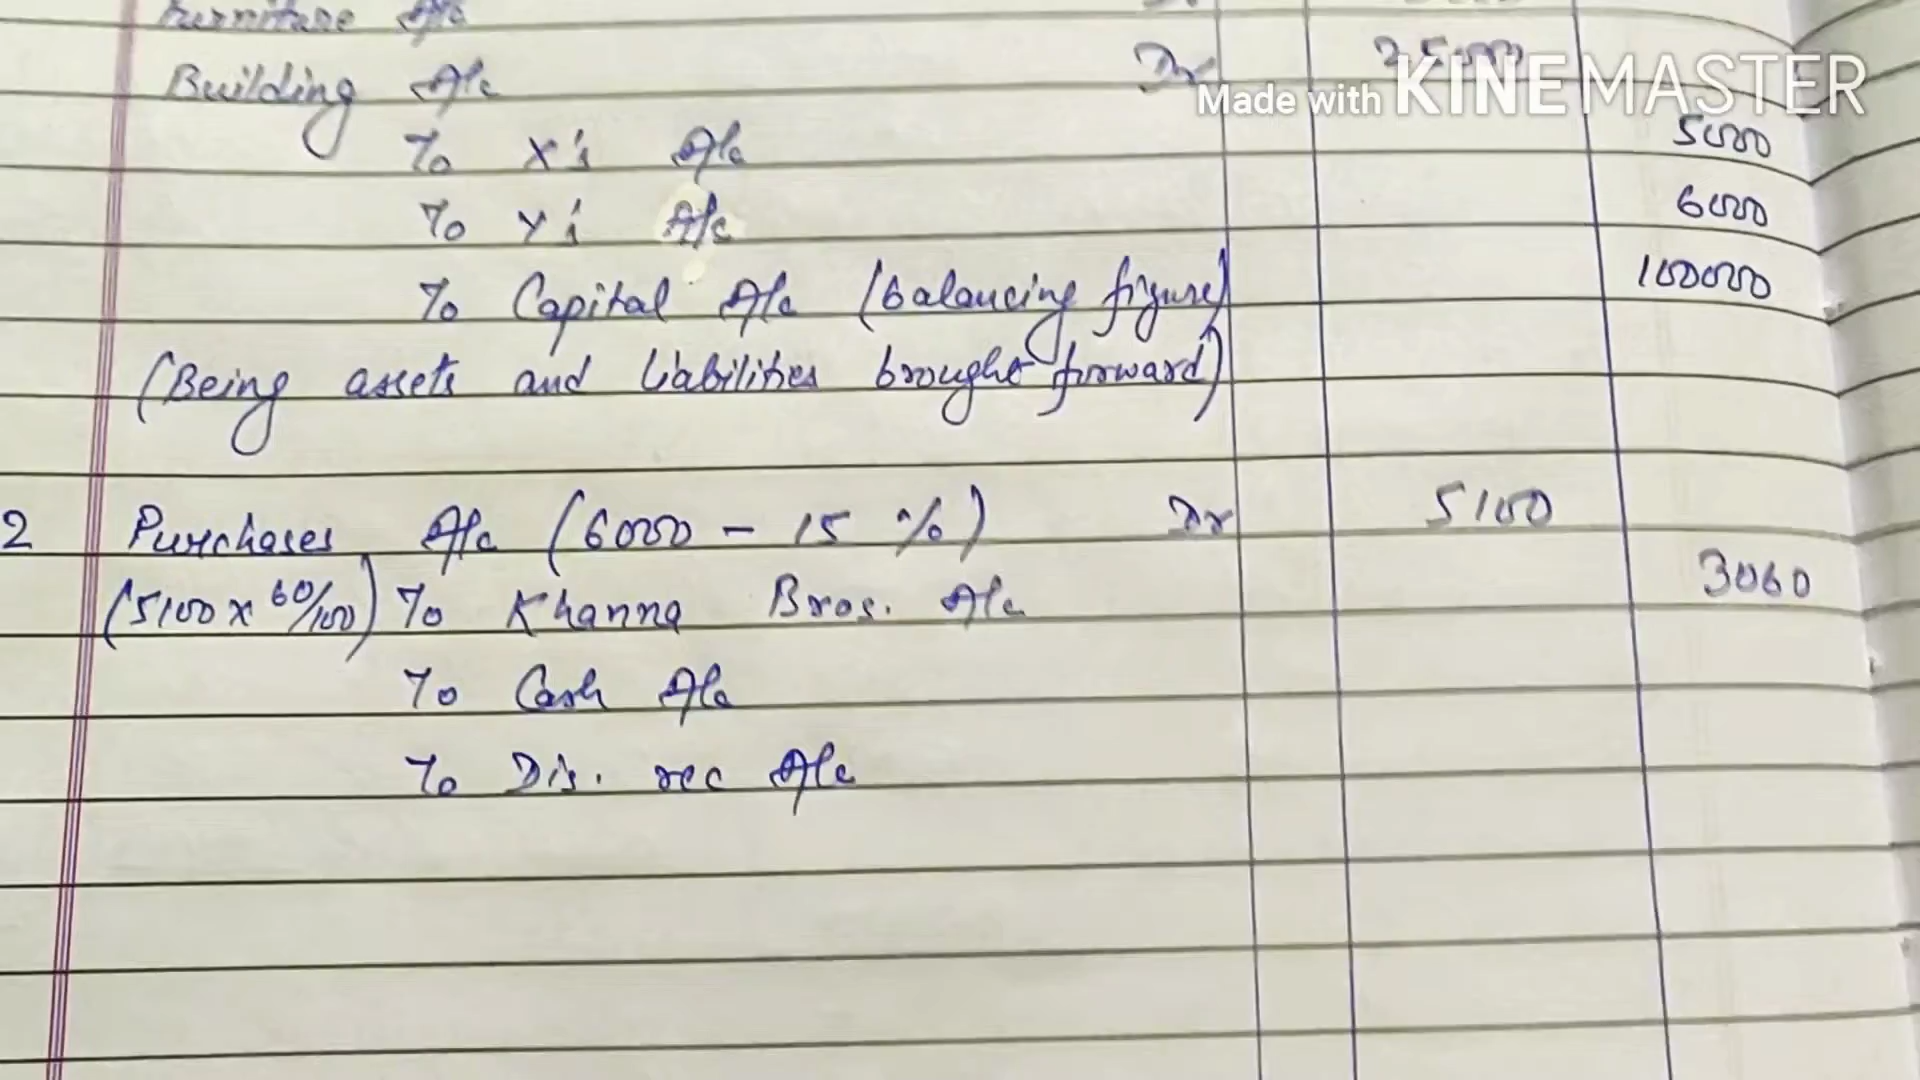 Furniture A/c
Building A/c Dr 25000
Made with KINEMASTER
To X's A/c 5000
To Y's A/c 6000
To Capital A/c (balancing figure) 100000
(Being assets and liabilities brought forward)
2 Purchases A/c (6000 - 15 %) Dr 5100
(5100 x 60/100) To Khanna Bros. A/c 3060
To Cash A/c
To Dis. rec A/c